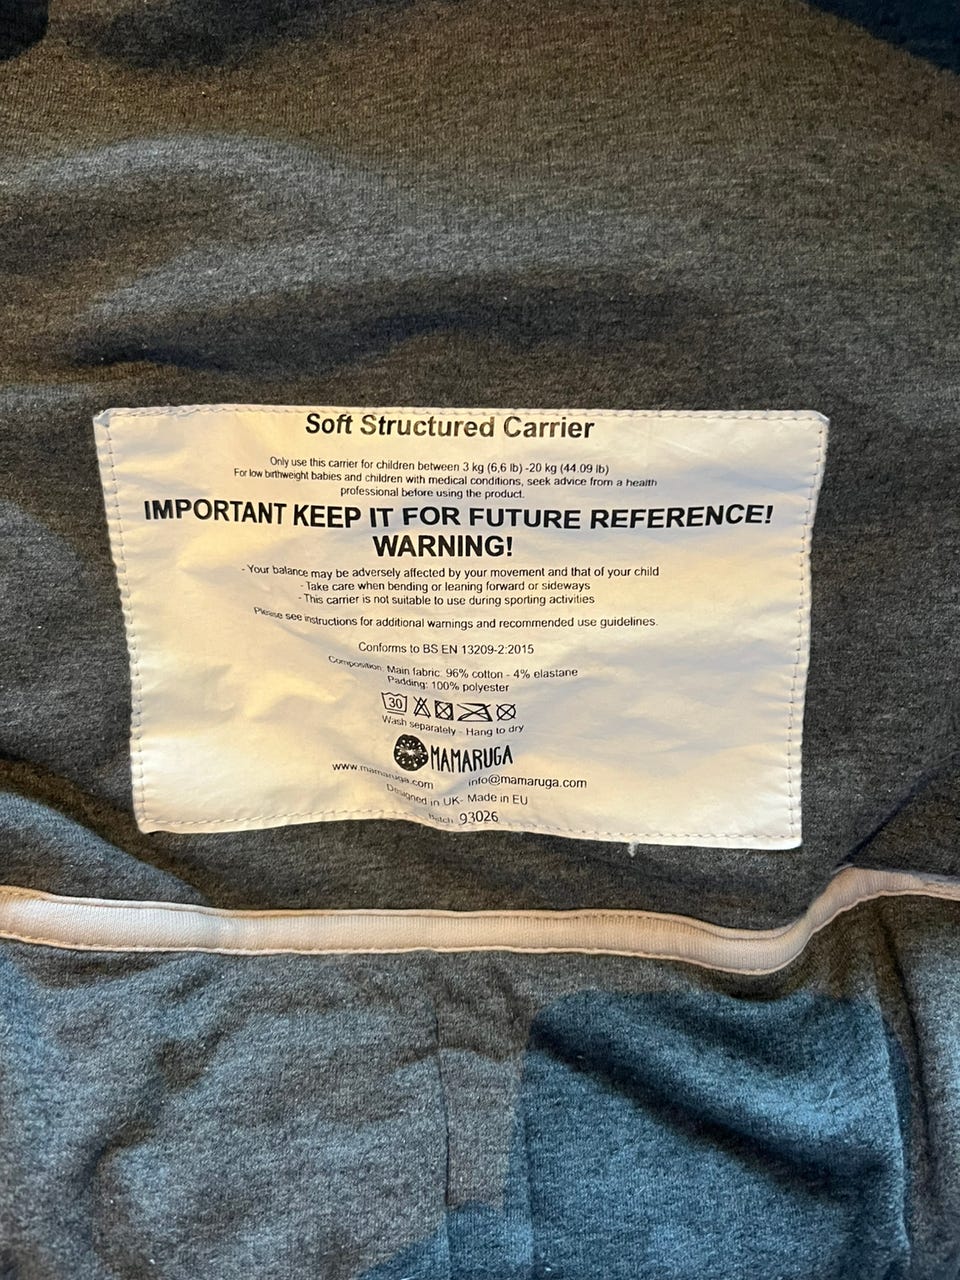 Soft Structured Carrier
Only use this carrier for children between 3 kg (6,6 lb) -20 kg (44.09 lb)
For low birthweight babies and children with medical conditions, seek advice from a health
professional before using the product.
IMPORTANT KEEP IT FOR FUTURE REFERENCE!
WARNING!
- Your balance may be adversely affected by your movement and that of your child
- Take care when bending or leaning forward or sideways
- This carrier is not suitable to use during sporting activities
Please see instructions for additional warnings and recommended use guidelines.
Conforms to BS EN 13209-2:2015
Composition: Main fabric: 96% cotton - 4% elastane
Padding: 100% polyester
30
Wash separately - Hang to dry
MAMARUGA
www.mamaruga.com info@mamaruga.com
Designed in UK- Made in EU
Batch 93026